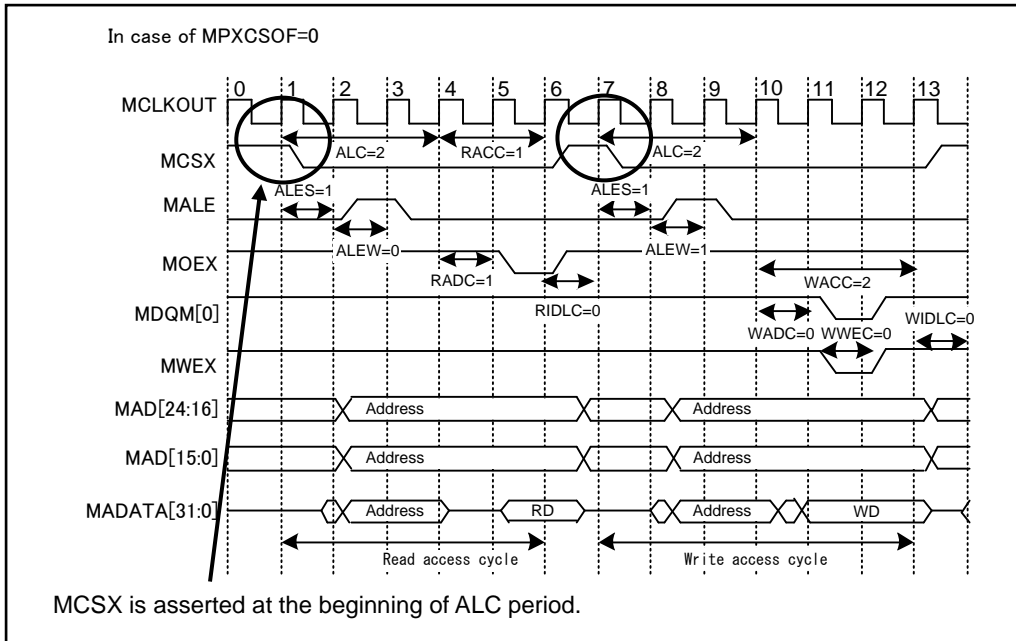 In case of MPXCSOF=0
0 1 2 3 4 5 6 7 8 9 10 11 12 13
MCLKOUT
ALC=2 RACC=1 ALC=2
MCSX
ALES=1 ALES=1
MALE
ALEW=0 ALEW=1
MOEX
RADC=1 WACC=2
RIDLC=0
MDQM[0]
WADC=0 WWEC=0 WIDLC=0
MWEX
MAD[24:16] Address Address
MAD[15:0] Address Address
MADATA[31:0] Address RD Address WD
Read access cycle Write access cycle
MCSX is asserted at the beginning of ALC period.